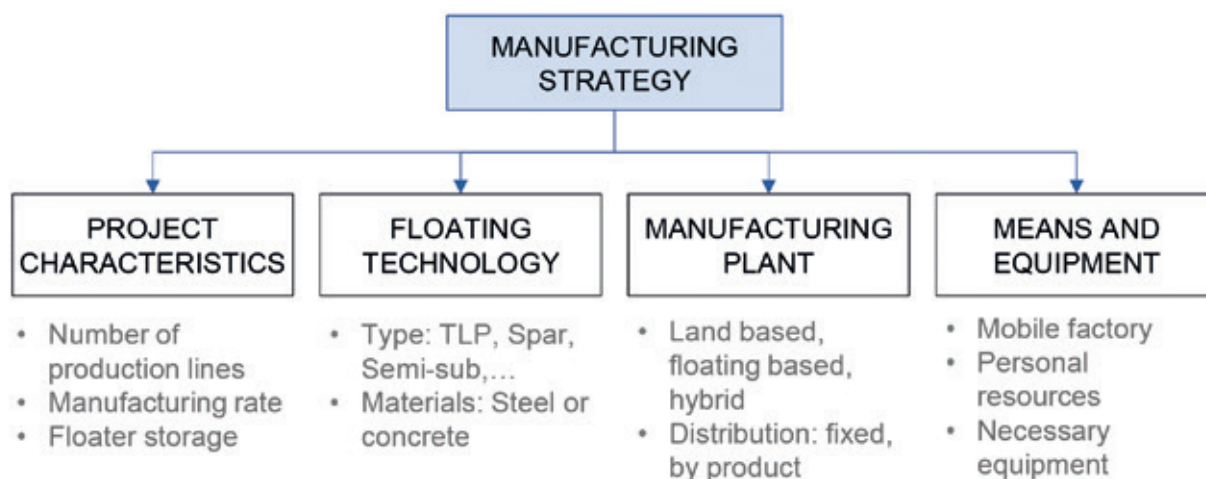 MANUFACTURING
STRATEGY
PROJECT
CHARACTERISTICS
• Number of
production lines
• Manufacturing rate
• Floater storage
FLOATING
TECHNOLOGY
• Type: TLP, Spar,
Semi-sub,...
• Materials: Steel or
concrete
MANUFACTURING
PLANT
• Land based,
floating based,
hybrid
• Distribution: fixed,
by product
MEANS AND
EQUIPMENT
• Mobile factory
• Personal
resources
• Necessary
equipment